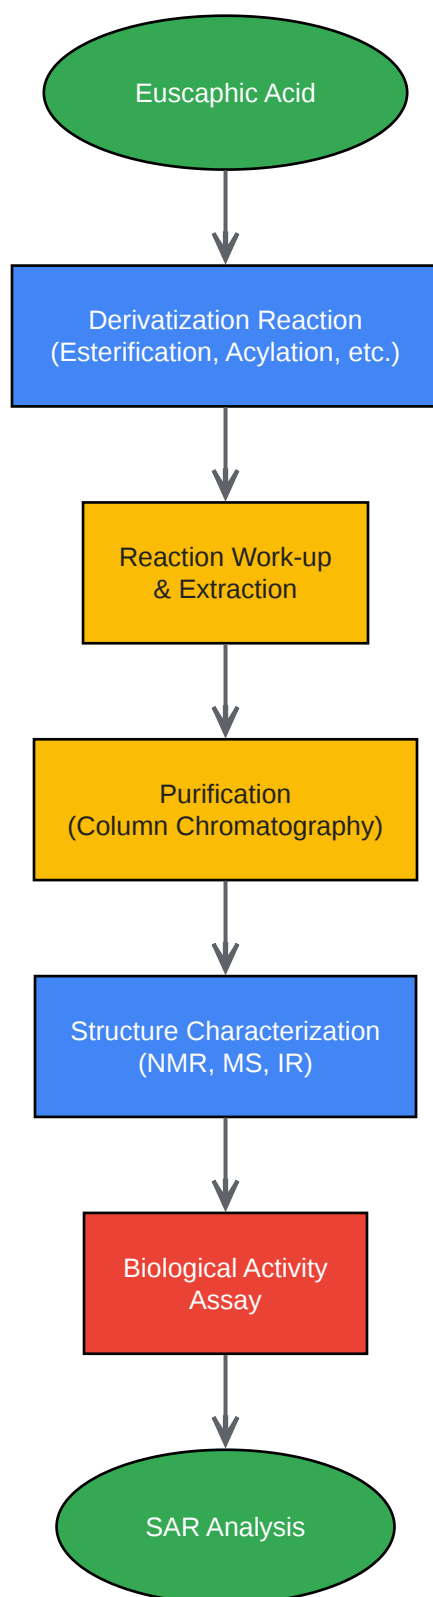 Euscaphic Acid
Derivatization Reaction
(Esterification, Acylation, etc.)
Reaction Work-up
& Extraction
Purification
(Column Chromatography)
Structure Characterization
(NMR, MS, IR)
Biological Activity
Assay
SAR Analysis